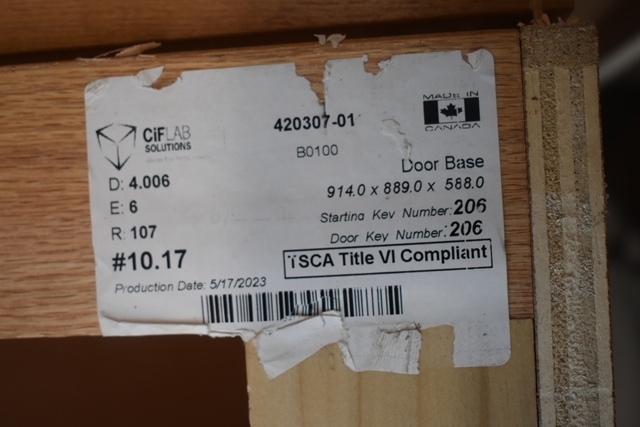 CiFLAB
SOLUTIONS
420307-01
B0100
MADE IN
CANADA
D: 4.006
E: 6
R: 107
#10.17
Production Date: 5/17/2023
Door Base
914.0 x 889.0 x 588.0
Starting Key Number: 206
Door Key Number: 206
TSCA Title VI Compliant